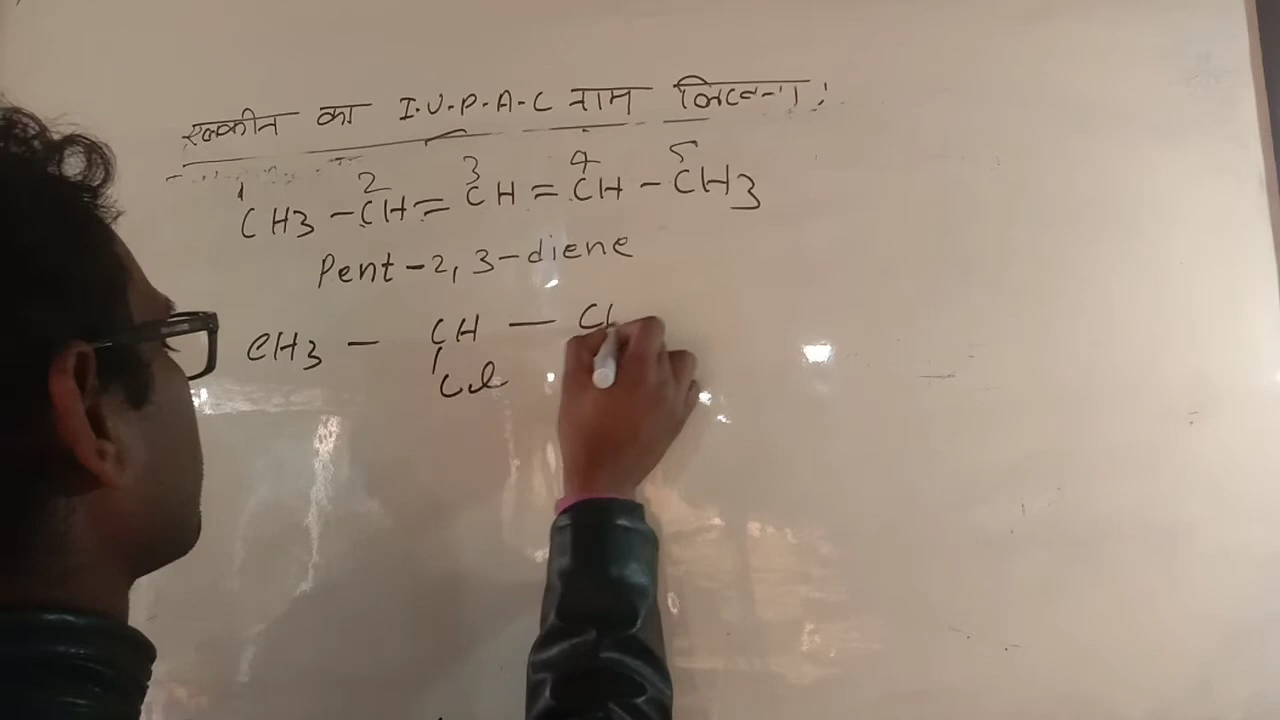 एल्कीन का I.U.P.A.C नाम लिखना:
1 2 3 4 5
CH3 - CH = CH = CH - CH3
Pent-2,3-diene
CH3 - CH - C
|
Cl